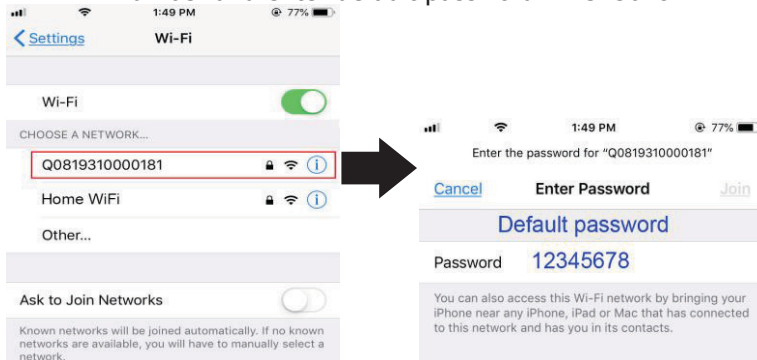 1:49 PM
77%
Settings
Wi-Fi
Wi-Fi
CHOOSE A NETWORK...
Q0819310000181
Home WiFi
Other...
Ask to Join Networks
Known networks will be joined automatically. If no known
networks are available, you will have to manually select a
network.
1:49 PM
77%
Enter the password for “Q0819310000181”
Cancel
Enter Password
Join
Default password
Password
12345678
You can also access this Wi-Fi network by bringing your
iPhone near any iPhone, iPad or Mac that has connected
to this network and has you in its contacts.